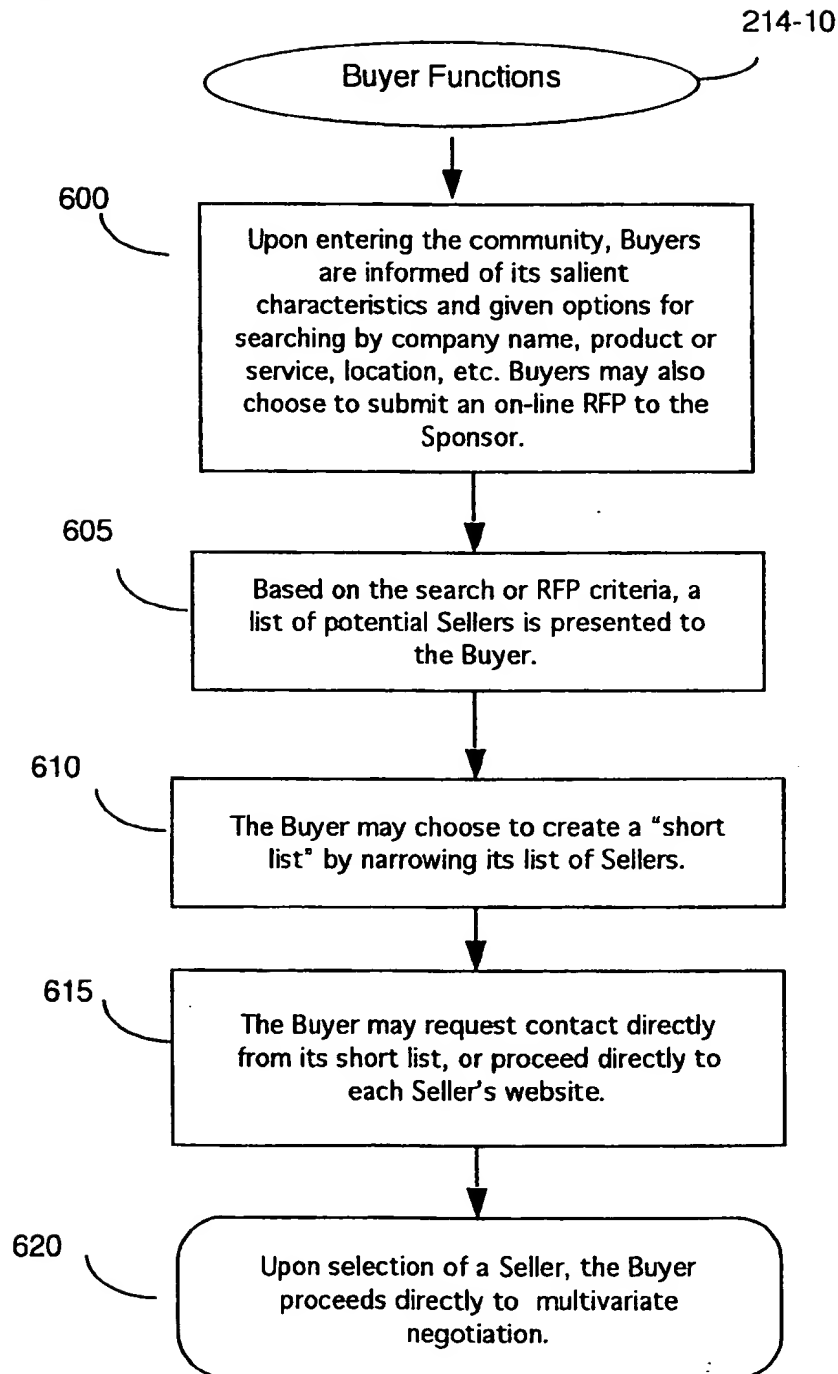 214-10
Buyer Functions
600
Upon entering the community, Buyers
are informed of its salient
characteristics and given options for
searching by company name, product or
service, location, etc. Buyers may also
choose to submit an on-line RFP to the
Sponsor.
605
Based on the search or RFP criteria, a
list of potential Sellers is presented to
the Buyer.
610
The Buyer may choose to create a "short
list" by narrowing its list of Sellers.
615
The Buyer may request contact directly
from its short list, or proceed directly to
each Seller's website.
620
Upon selection of a Seller, the Buyer
proceeds directly to multivariate
negotiation.